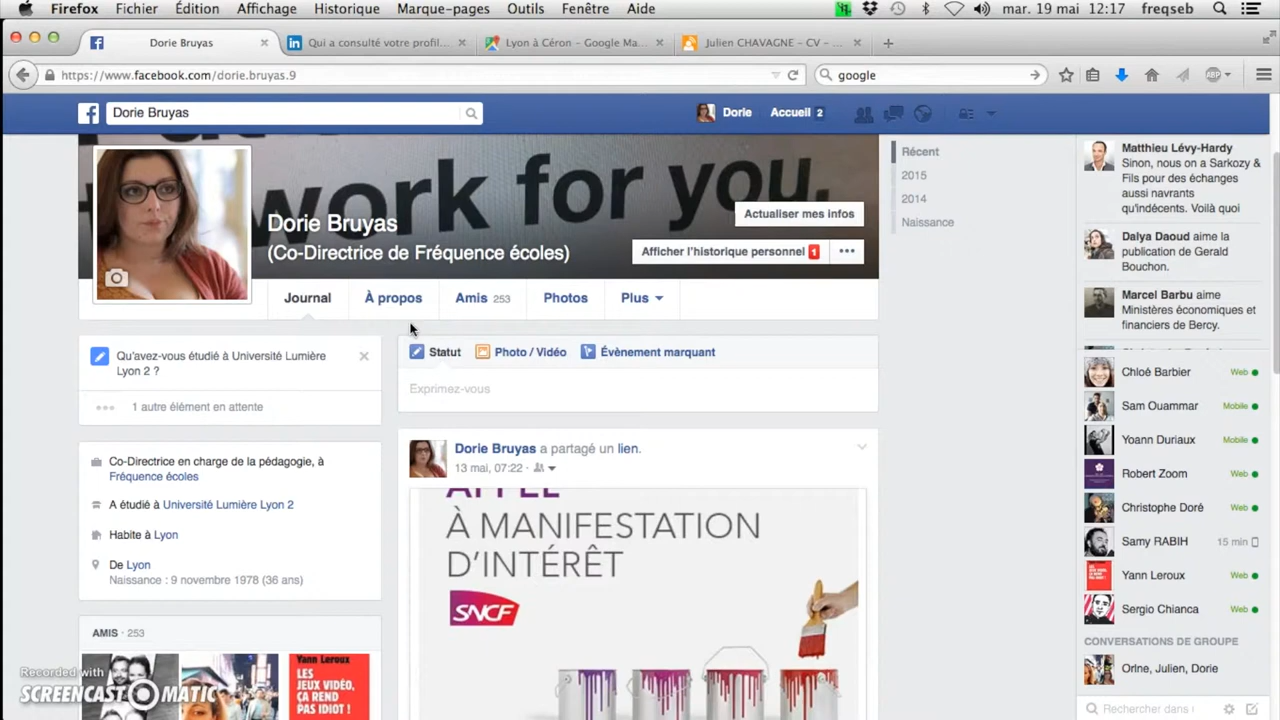 Firefox Fichier Édition Affichage Historique Marque-pages Outils Fenêtre Aide mar. 19 mai 12:17 freqseb
Dorie Bruyas
Qui a consulté votre profil...
Lyon à Céron - Google Ma...
Julien CHAVAGNE - CV - ...
https://www.facebook.com/dorie.bruyas.9
google
ABP
Dorie Bruyas
Dorie Accueil 2
work for you.
Actualiser mes infos
Dorie Bruyas
(Co-Directrice de Fréquence écoles)
Afficher l'historique personnel 1
Journal À propos Amis 253 Photos Plus
Récent
2015
2014
Naissance
Qu'avez-vous étudié à Université Lumière
Lyon 2 ?
1 autre élément en attente
Co-Directrice en charge de la pédagogie, à
Fréquence écoles
A étudié à Université Lumière Lyon 2
Habite à Lyon
De Lyon
Naissance : 9 novembre 1978 (36 ans)
AMIS · 253
Yann Leroux
LES
JEUX VIDÉO,
ÇA REND
PAS IDIOT !
Recorded with
SCREENCAST-O-MATIC
Statut Photo / Vidéo Évènement marquant
Exprimez-vous
Dorie Bruyas a partagé un lien.
13 mai, 07:22 ·
APPEL
À MANIFESTATION
D'INTÉRÊT
SNCF
Matthieu Lévy-Hardy
Sinon, nous on a Sarkozy &
Fils pour des échanges
aussi navrants
qu'indécents. Voilà quoi
Dalya Daoud aime la
publication de Gerald
Bouchon.
Marcel Barbu aime
Ministères économiques et
financiers de Bercy.
Chloé Barbier Web
Sam Ouammar Mobile
Yoann Duriaux Mobile
Robert Zoom Web
Christophe Doré Web
Samy RABIH 15 min
Yann Leroux Web
Sergio Chianca Web
CONVERSATIONS DE GROUPE
Orlne, Julien, Dorie
Rechercher dans